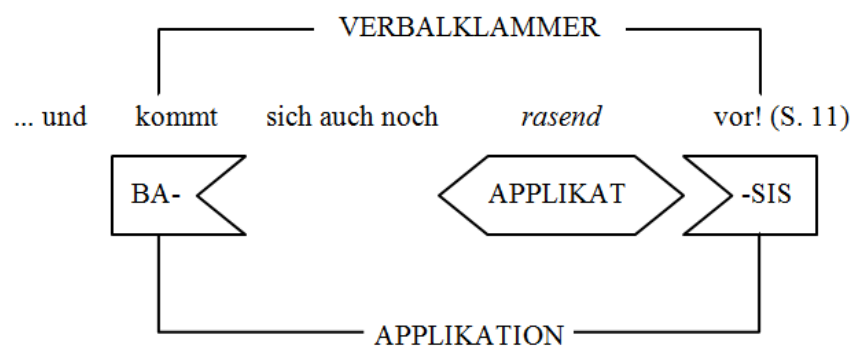 VERBALKLAMMER
... und kommt sich auch noch rasend vor! (S. 11)
BA- APPLIKAT -SIS
APPLIKATION